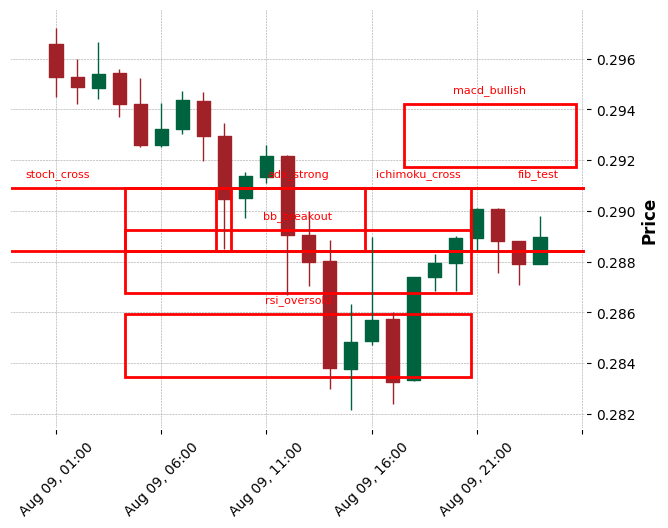 0.296
macd_bullish
0.294
0.292
stoch_cross
strong
ichimoku_cross
fib_test
0.290
Price
0.288
rsi_oversold
0.286
0.284
0.282
Aug 09, 01:00
Aug 09, 06:00
Aug 09, 11:00
Aug 09, 16:00
Aug 09, 21:00